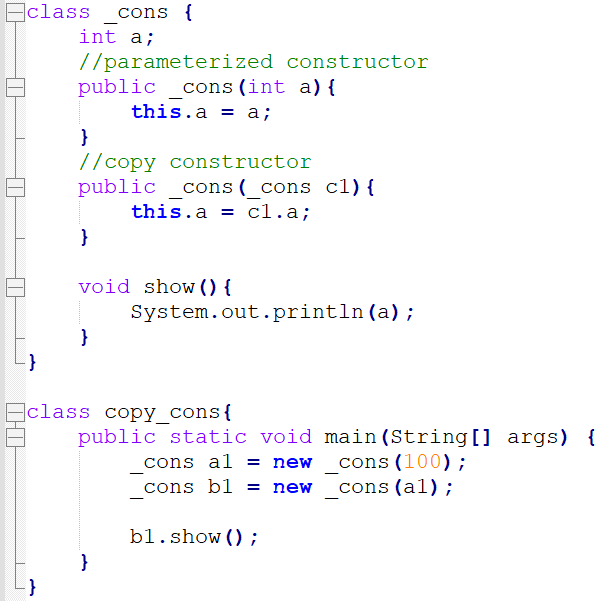 class _cons {
    int a;
    //parameterized constructor
    public _cons(int a){
        this.a = a;
    }
    //copy constructor
    public _cons(_cons c1){
        this.a = c1.a;
    }

    void show(){
        System.out.println(a);
    }
}

class copy_cons{
    public static void main(String[] args) {
        _cons a1 = new _cons(100);
        _cons b1 = new _cons(a1);

        b1.show();
    }
}